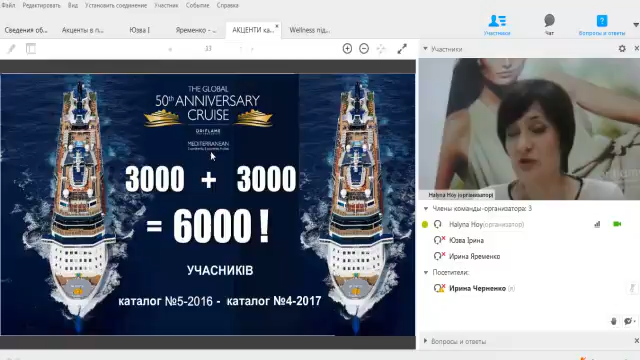 Файл Редактировать Вид Установить соединение Участник Событие Справка
Сведения об... Акценти в п... Юзва І Яременко -... АКЦЕНТИ ка... Wellness під...
Участники Чат Вопросы и ответы
Участники
THE GLOBAL
50th ANNIVERSARY
CRUISE
ORIFLAME
MEDITERRANEAN
3000 + 3000
= 6000 !
УЧАСНИКІВ
каталог №5-2016 - каталог №4-2017
Halyna Hoy (организатор)
Члены команды-организатора: 3
Halyna Hoy (организатор)
Юзва Ірина
Ирина Яременко
Посетители:
Ирина Черненко (я)
Вопросы и ответы